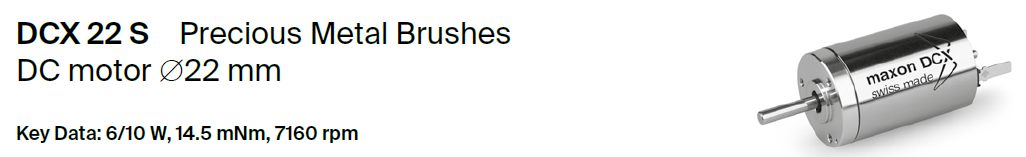 DCX 22 S Precious Metal Brushes
DC motor ∅22 mm
Key Data: 6/10 W, 14.5 mNm, 7160 rpm
maxon DCX
swiss made